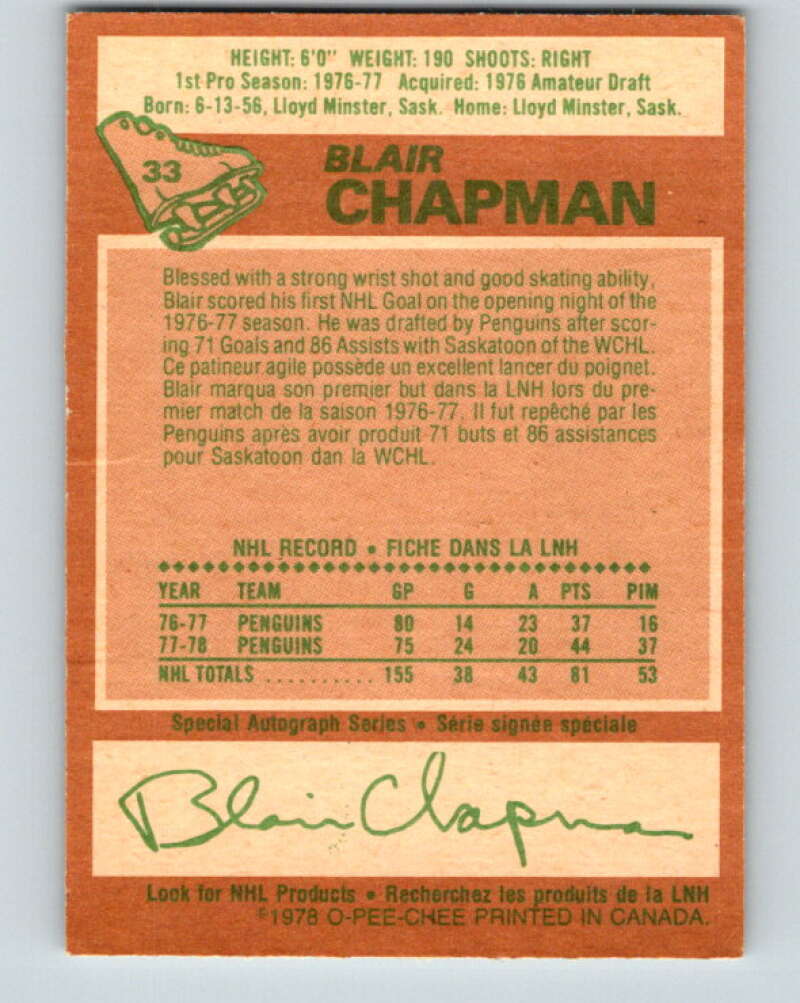 HEIGHT: 6'0" WEIGHT: 190 SHOOTS: RIGHT
1st Pro Season: 1976-77 Acquired: 1976 Amateur Draft
Born: 6-13-56, Lloyd Minster, Sask. Home: Lloyd Minster, Sask.
33
BLAIR
CHAPMAN
Blessed with a strong wrist shot and good skating ability,
Blair scored his first NHL Goal on the opening night of the
1976-77 season. He was drafted by Penguins after scor-
ing 71 Goals and 86 Assists with Saskatoon of the WCHL.
Ce patineur agile possède un excellent lancer du poignet.
Blair marqua son premier but dans la LNH lors du pre-
mier match de la saison 1976-77. Il fut repêché par les
Penguins après avoir produit 71 buts et 86 assistances
pour Saskatoon dan la WCHL.
NHL RECORD • FICHE DANS LA LNH
YEAR TEAM GP G A PTS PIM
76-77 PENGUINS 80 14 23 37 16
77-78 PENGUINS 75 24 20 44 37
NHL TOTALS .......... 155 38 43 81 53
Special Autograph Series • Série signée spéciale
Blair Chapman
Look for NHL Products • Recherchez les produits de la LNH
©1978 O-PEE-CHEE PRINTED IN CANADA.